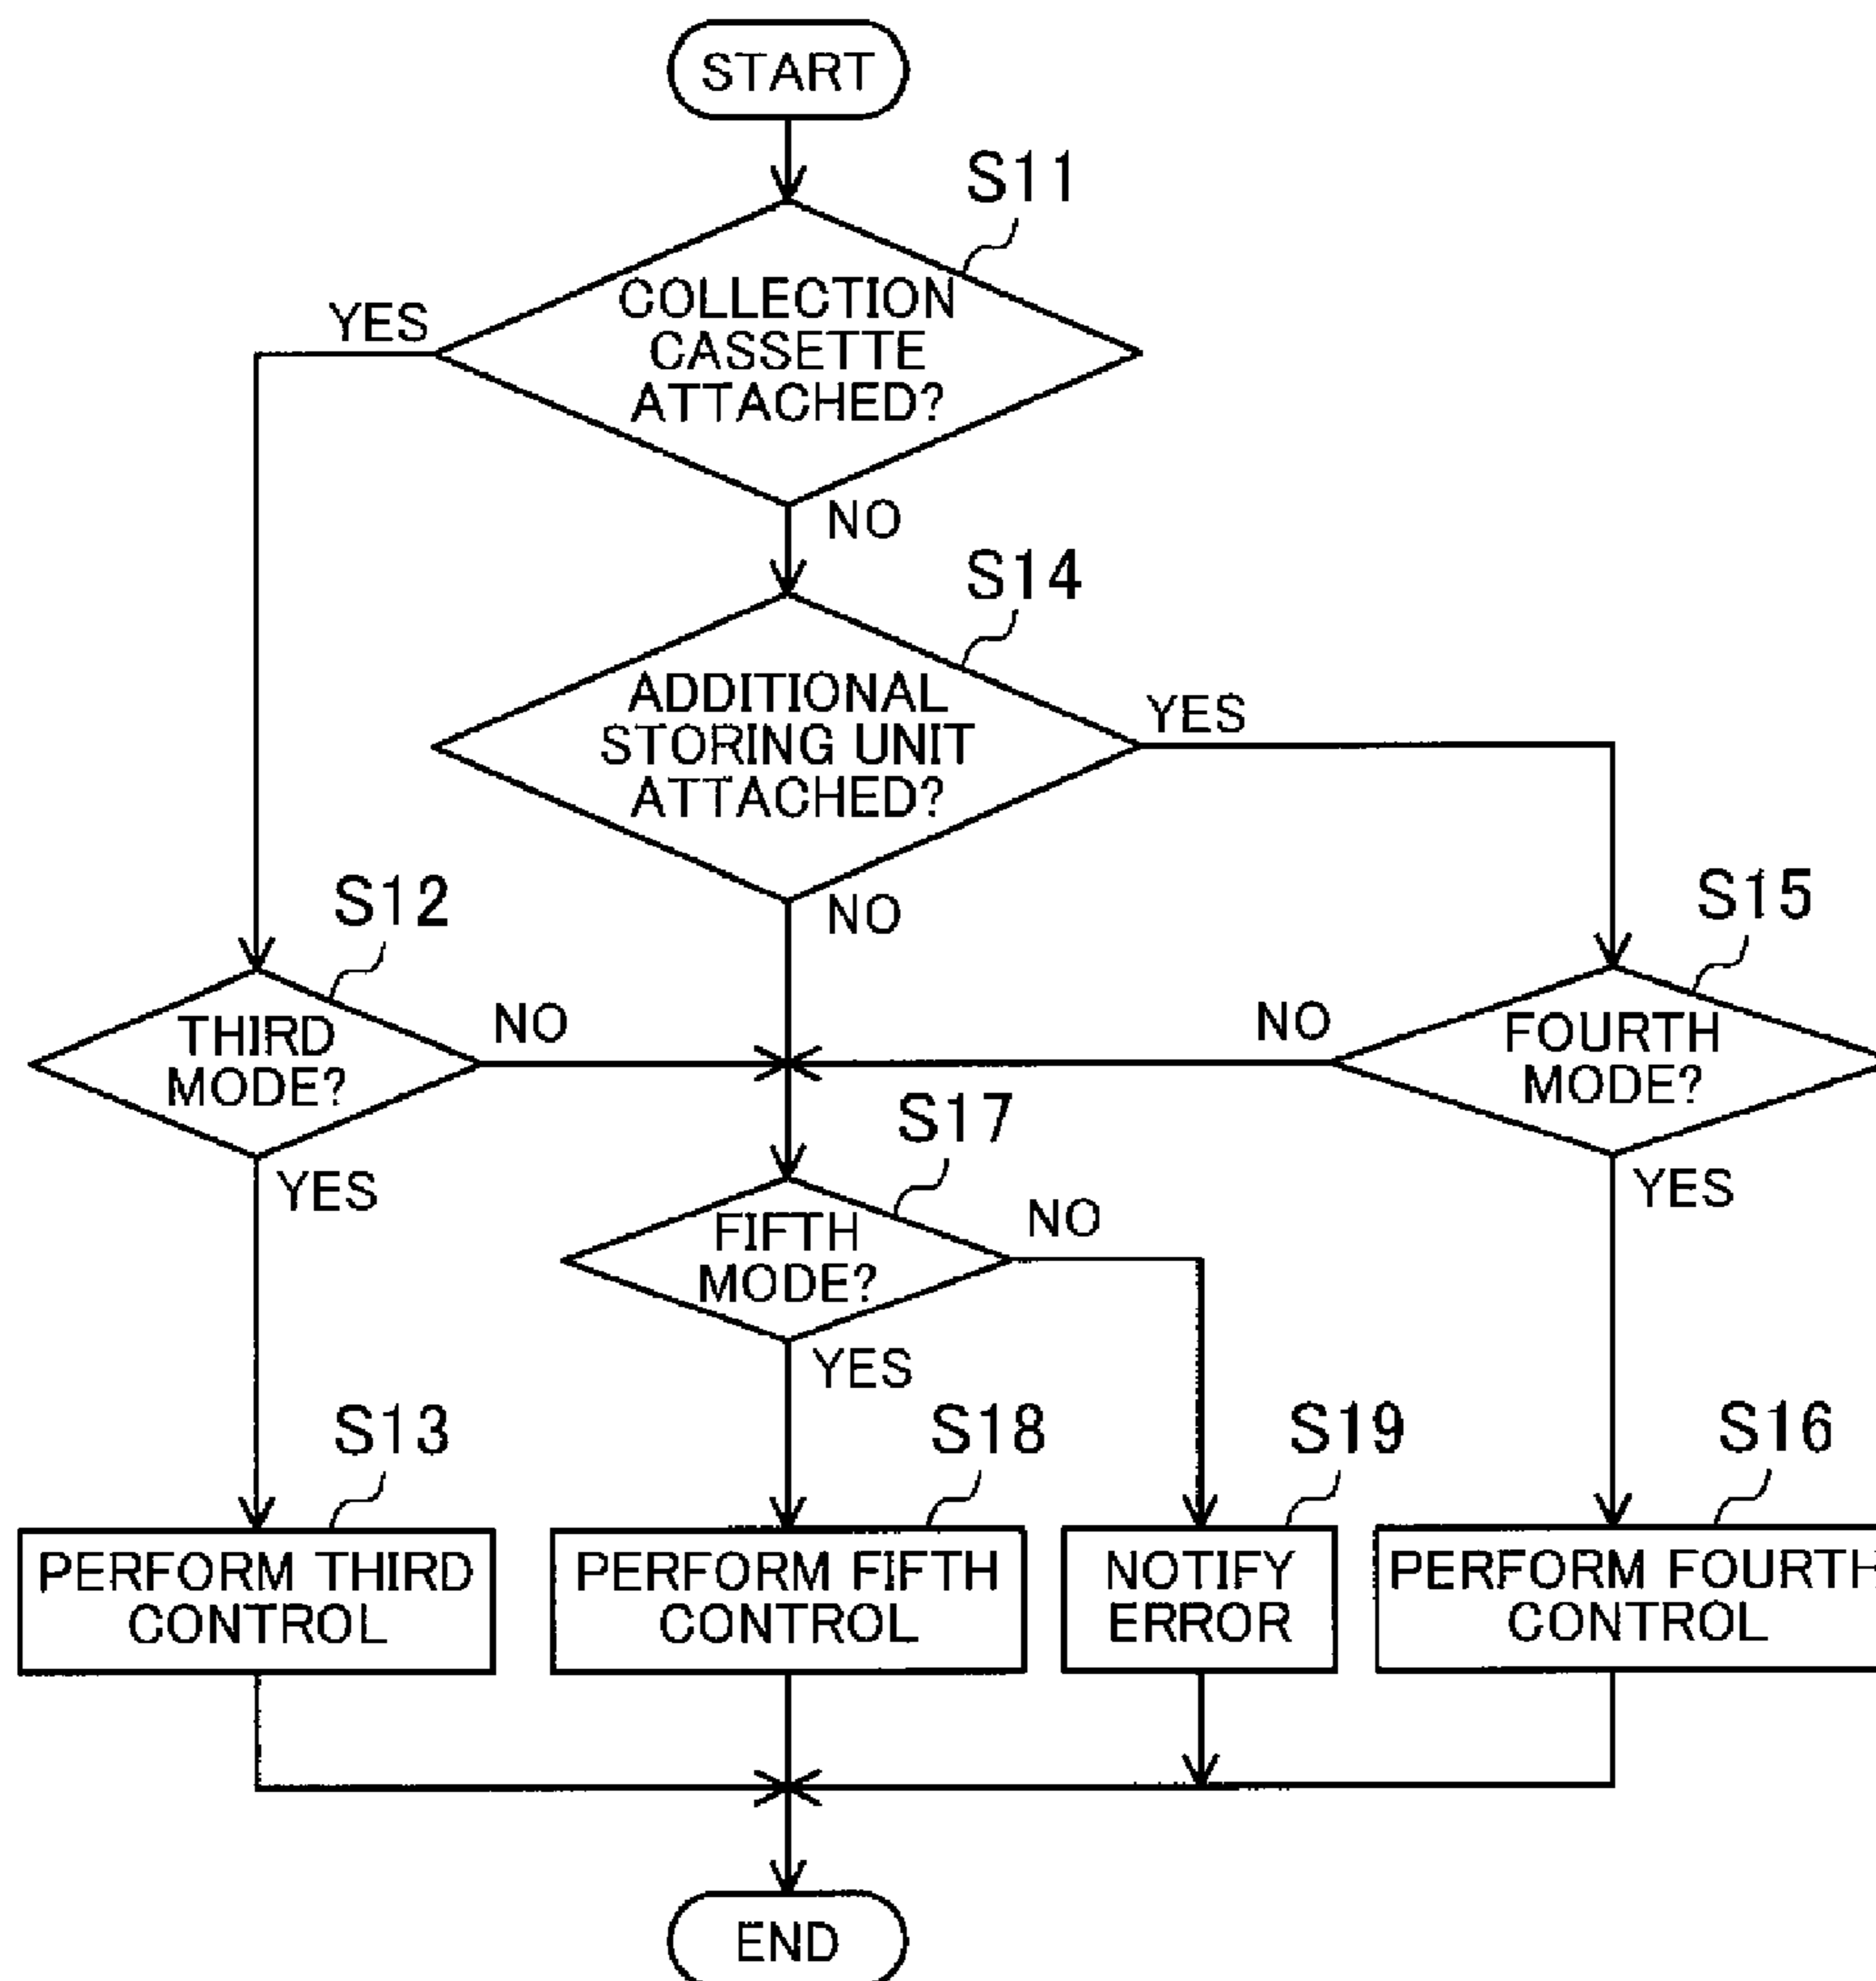 START
S11
COLLECTION
CASSETTE
ATTACHED?
YES
NO
S14
ADDITIONAL
STORING UNIT
ATTACHED?
YES
NO
S12
THIRD
MODE?
NO
YES
S15
FOURTH
MODE?
NO
YES
S17
FIFTH
MODE?
NO
YES
S13
PERFORM THIRD
CONTROL
S18
PERFORM FIFTH
CONTROL
S19
NOTIFY
ERROR
S16
PERFORM FOURTH
CONTROL
END